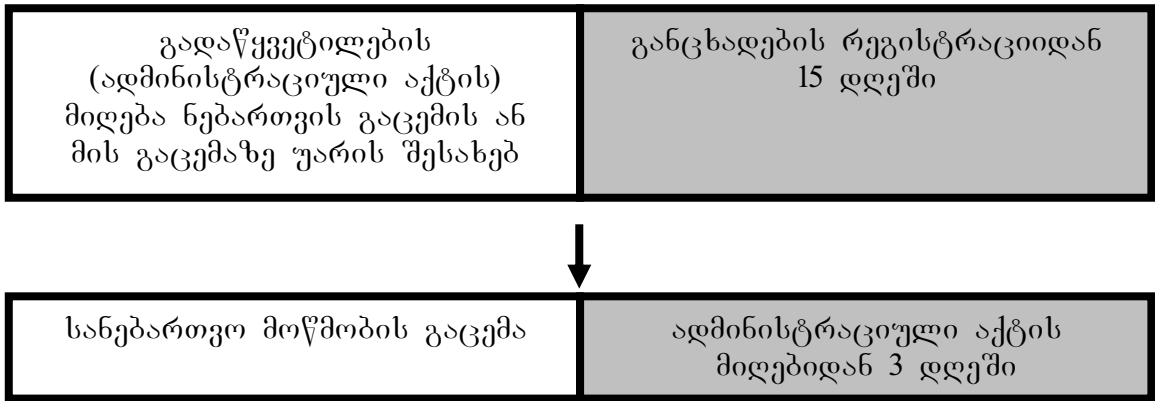 გადაწყვეტილების
(ადმინისტრაციული აქტის)
მიღება ნებართვის გაცემის ან
მის გაცემაზე უარის შესახებ
განცხადების რეგისტრაციიდან
15 დღეში
სანებართვო მოწმობის გაცემა
ადმინისტრაციული აქტის
მიღებიდან 3 დღეში